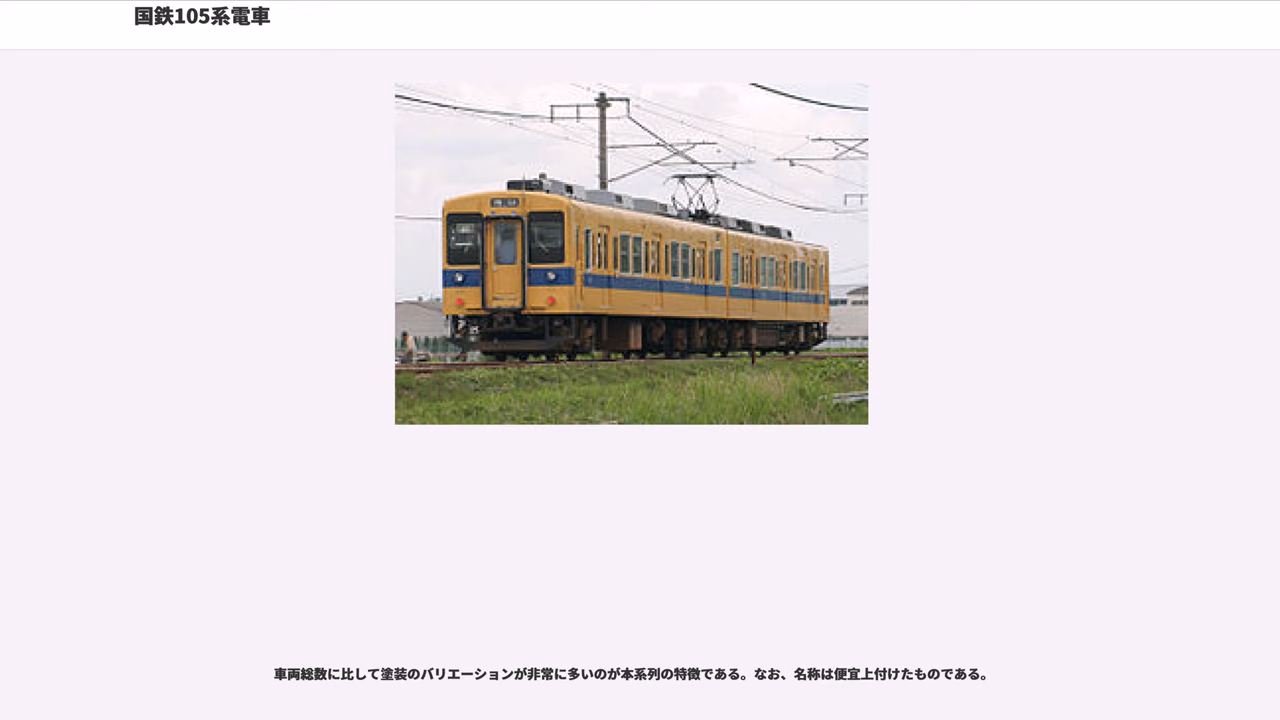 国鉄105系電車
車両総数に比して塗装のバリエーションが非常に多いのが本系列の特徴である。なお、名称は便宜上付けたものである。